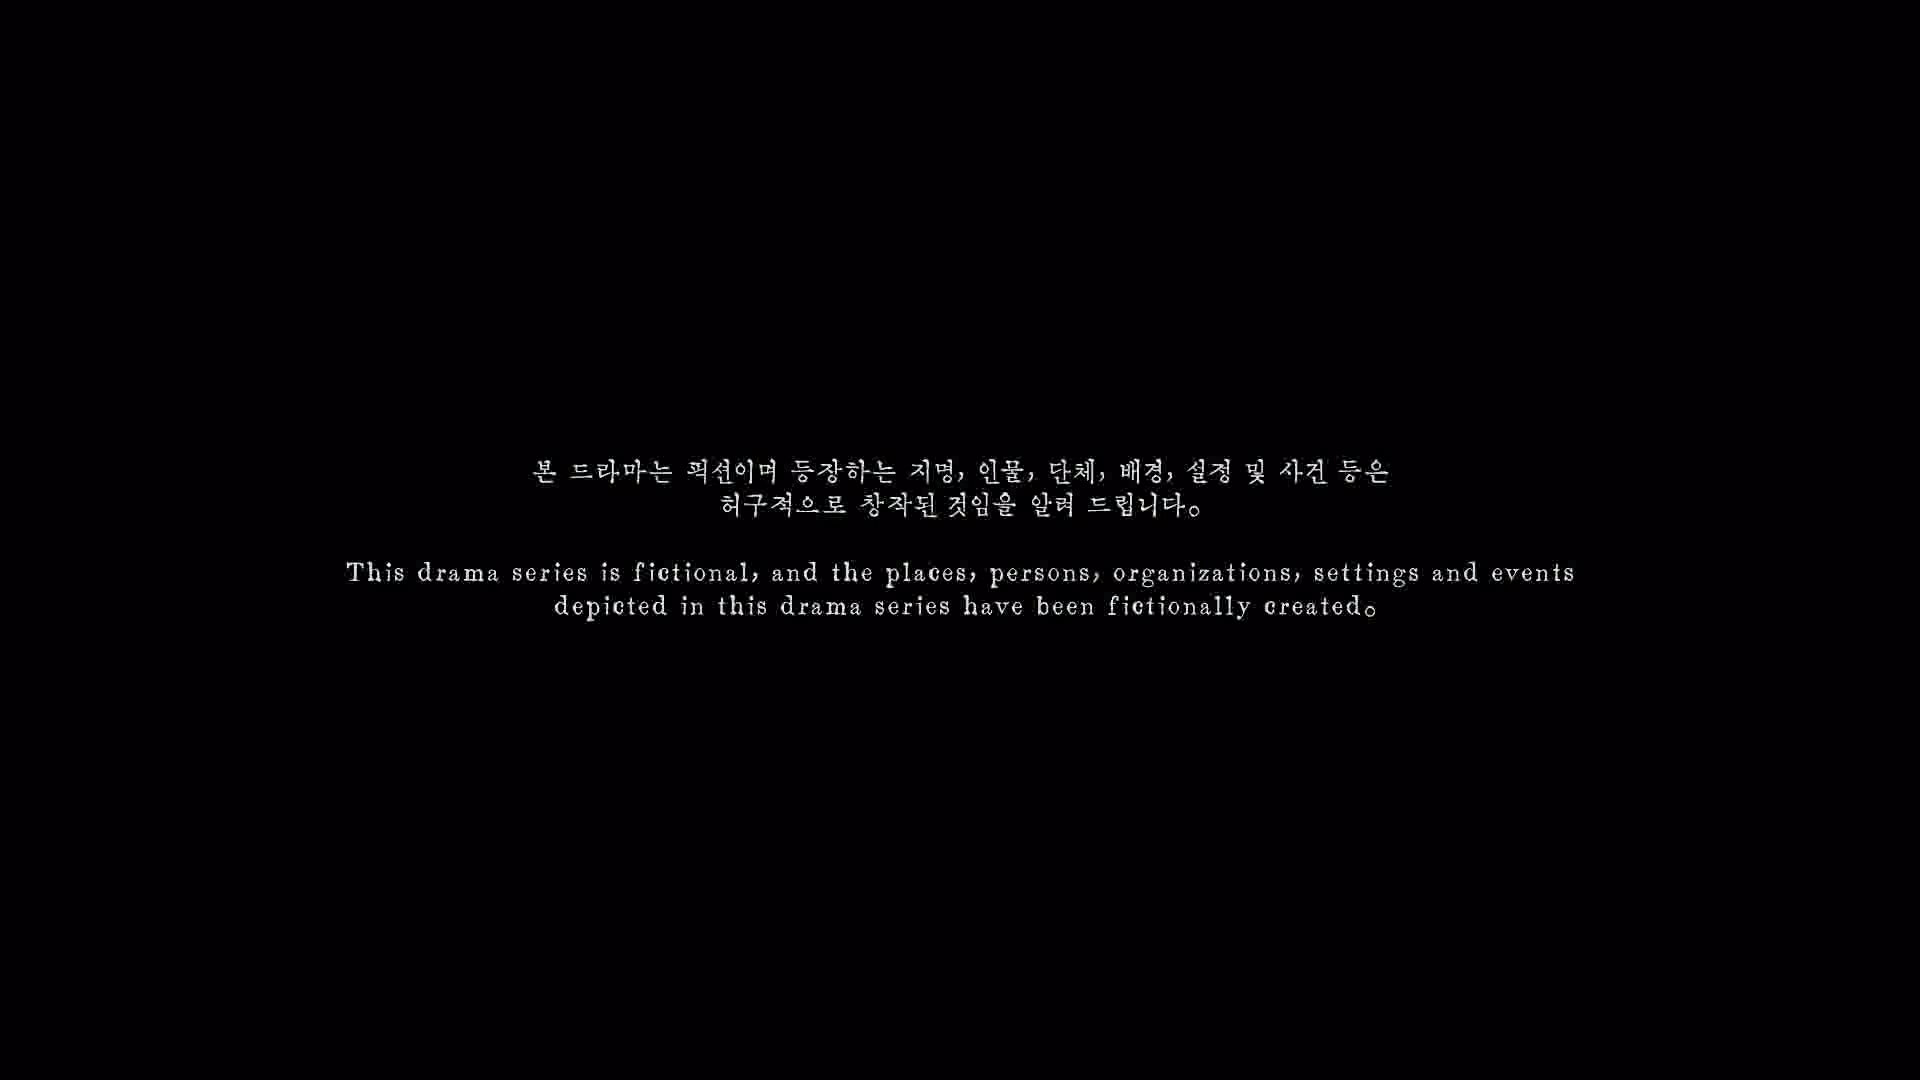 본 드라마는 픽션이며 등장하는 지명, 인물, 단체, 배경, 설정 및 사건 등은
허구적으로 창작된 것임을 알려 드립니다。
This drama series is fictional, and the places, persons, organizations, settings and events
depicted in this drama series have been fictionally created。